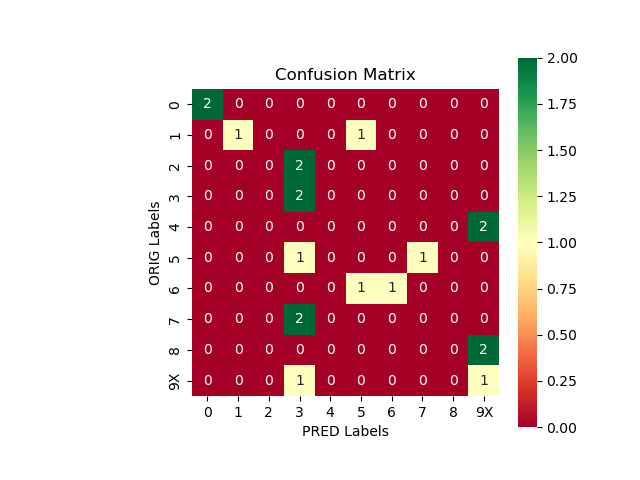 Confusion Matrix
0 2 0 0 0 0 0 0 0 0 0
1 0 1 0 0 0 1 0 0 0 0
2 0 0 0 2 0 0 0 0 0 0
3 0 0 0 2 0 0 0 0 0 0
4 0 0 0 0 0 0 0 0 0 2
5 0 0 0 1 0 0 0 1 0 0
6 0 0 0 0 0 1 1 0 0 0
7 0 0 0 2 0 0 0 0 0 0
8 0 0 0 0 0 0 0 0 0 2
9X 0 0 0 1 0 0 0 0 0 1
0 1 2 3 4 5 6 7 8 9X
ORIG Labels
PRED Labels
2.00
1.75
1.50
1.25
1.00
0.75
0.50
0.25
0.00